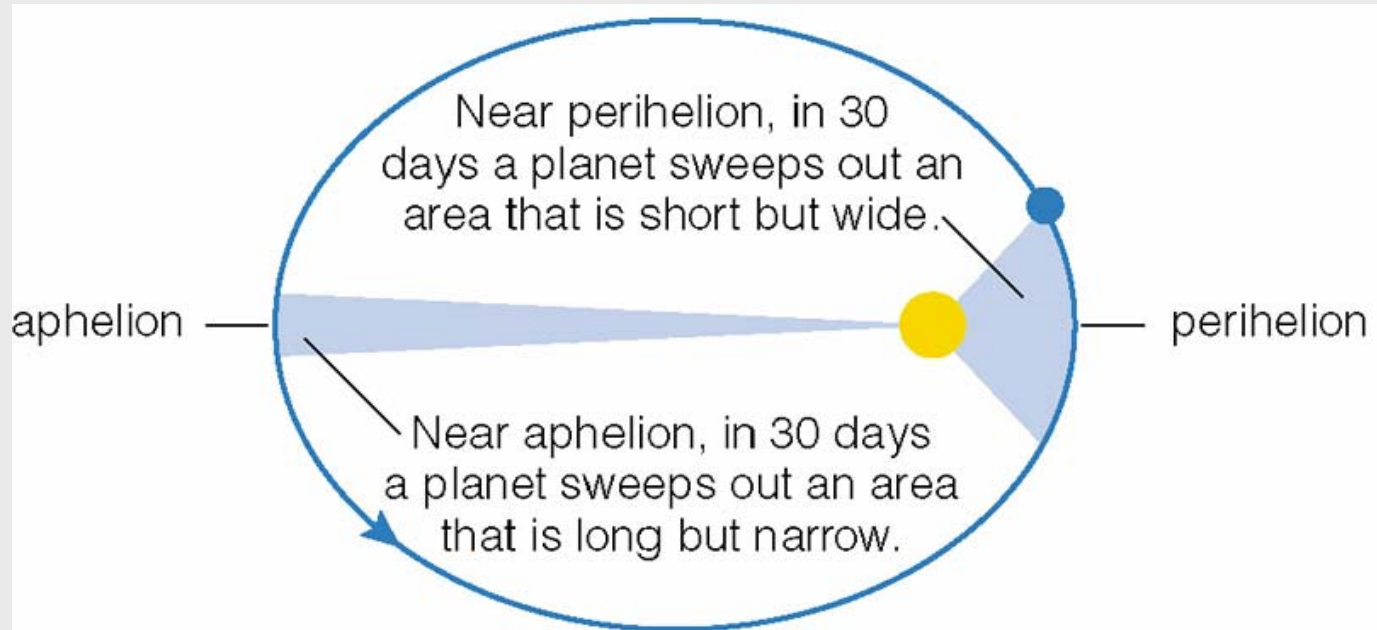 Near perihelion, in 30
days a planet sweeps out an
area that is short but wide.
aphelion
perihelion
Near aphelion, in 30 days
a planet sweeps out an area
that is long but narrow.